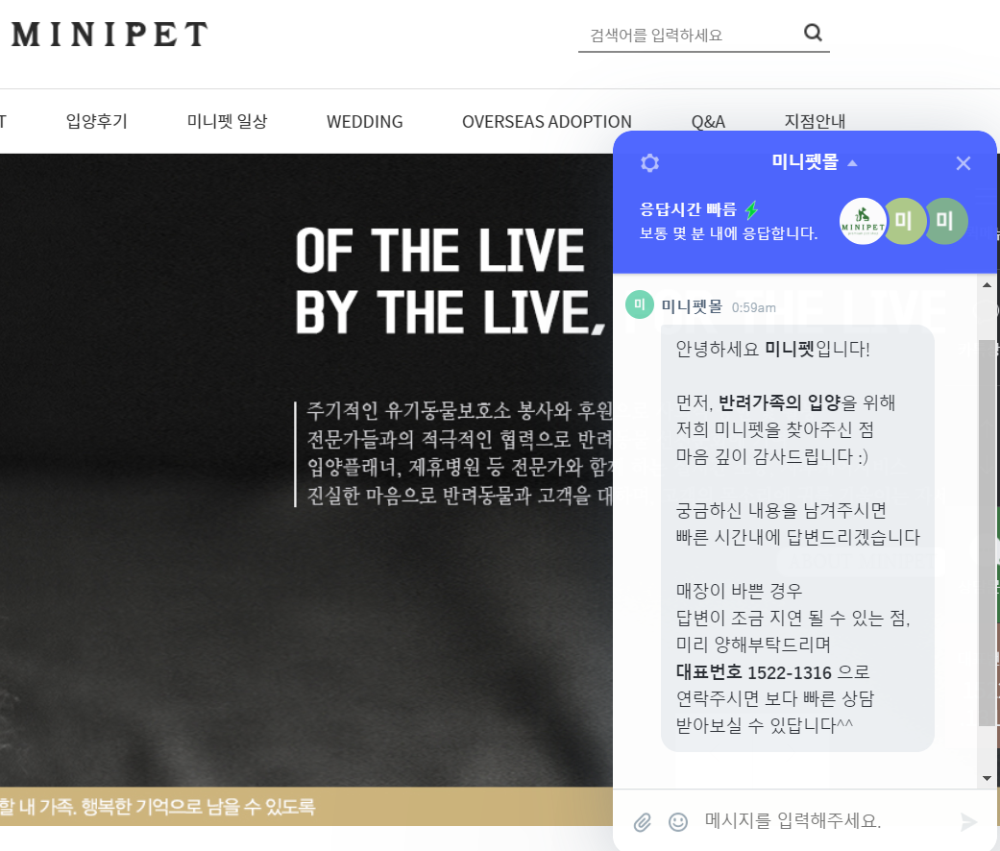 MINIPET
검색어를 입력하세요
입양후기 미니펫 일상 WEDDING OVERSEAS ADOPTION Q&A 지점안내
OF THE LIVE
BY THE LIVE, FOR THE LIVE
주기적인 유기동물보호소 봉사와 후원
전문가들과의 적극적인 협력으로 반려
입양플래너, 제휴병원 등 전문가와 함께
진실한 마음으로 반려동물과 고객을 대
할 내 가족. 행복한 기억으로 남을 수 있도록
미니펫몰
응답시간 빠름
보통 몇 분 내에 응답합니다.
MINIPET 미 미
미 미니펫몰 0:59am
안녕하세요 미니펫입니다!
먼저, 반려가족의 입양을 위해
저희 미니펫을 찾아주신 점
마음 깊이 감사드립니다 :)
궁금하신 내용을 남겨주시면
빠른 시간내에 답변드리겠습니다
매장이 바쁜 경우
답변이 조금 지연 될 수 있는 점,
미리 양해부탁드리며
대표번호 1522-1316 으로
연락주시면 보다 빠른 상담
받아보실 수 있답니다^^
메시지를 입력해주세요.